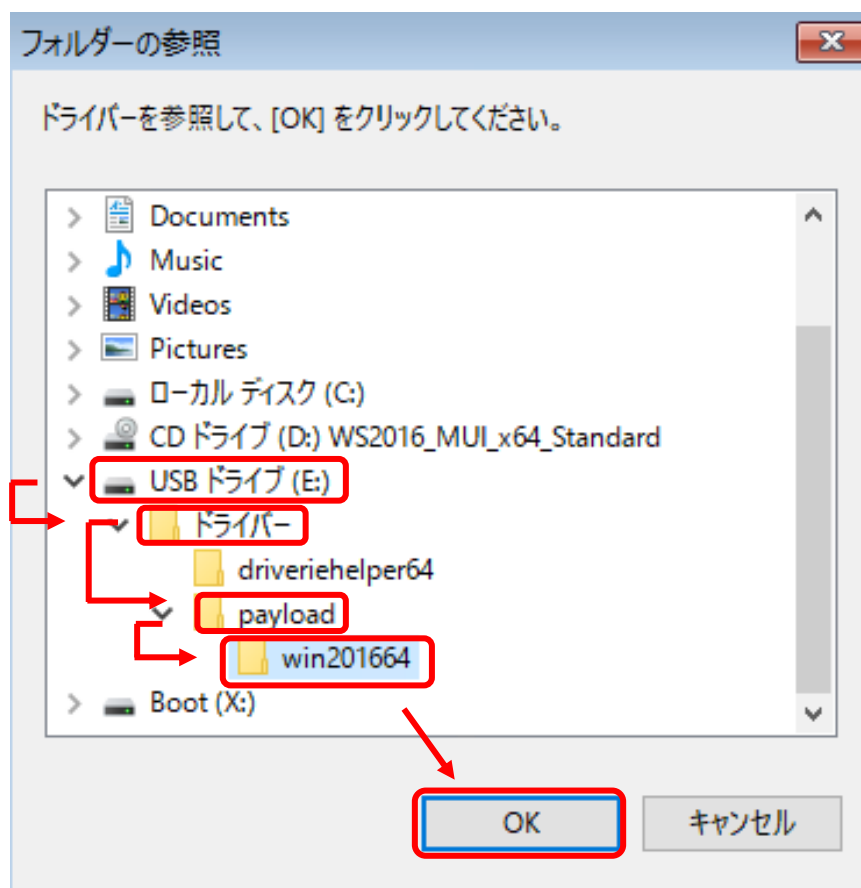 フォルダーの参照
ドライバーを参照して、[OK] をクリックしてください。
Documents
Music
Videos
Pictures
ローカル ディスク (C:)
CD ドライブ (D:) WS2016_MUI_x64_Standard
USB ドライブ (E:)
ドライバー
driveriehelper64
payload
win201664
Boot (X:)
OK キャンセル